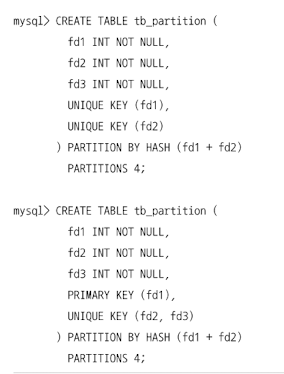 mysql> CREATE TABLE tb_partition (
fd1 INT NOT NULL,
fd2 INT NOT NULL,
fd3 INT NOT NULL,
UNIQUE KEY (fd1),
UNIQUE KEY (fd2)
) PARTITION BY HASH (fd1 + fd2)
PARTITIONS 4;
mysql> CREATE TABLE tb_partition (
fd1 INT NOT NULL,
fd2 INT NOT NULL,
fd3 INT NOT NULL,
PRIMARY KEY (fd1),
UNIQUE KEY (fd2, fd3)
) PARTITION BY HASH (fd1 + fd2)
PARTITIONS 4;